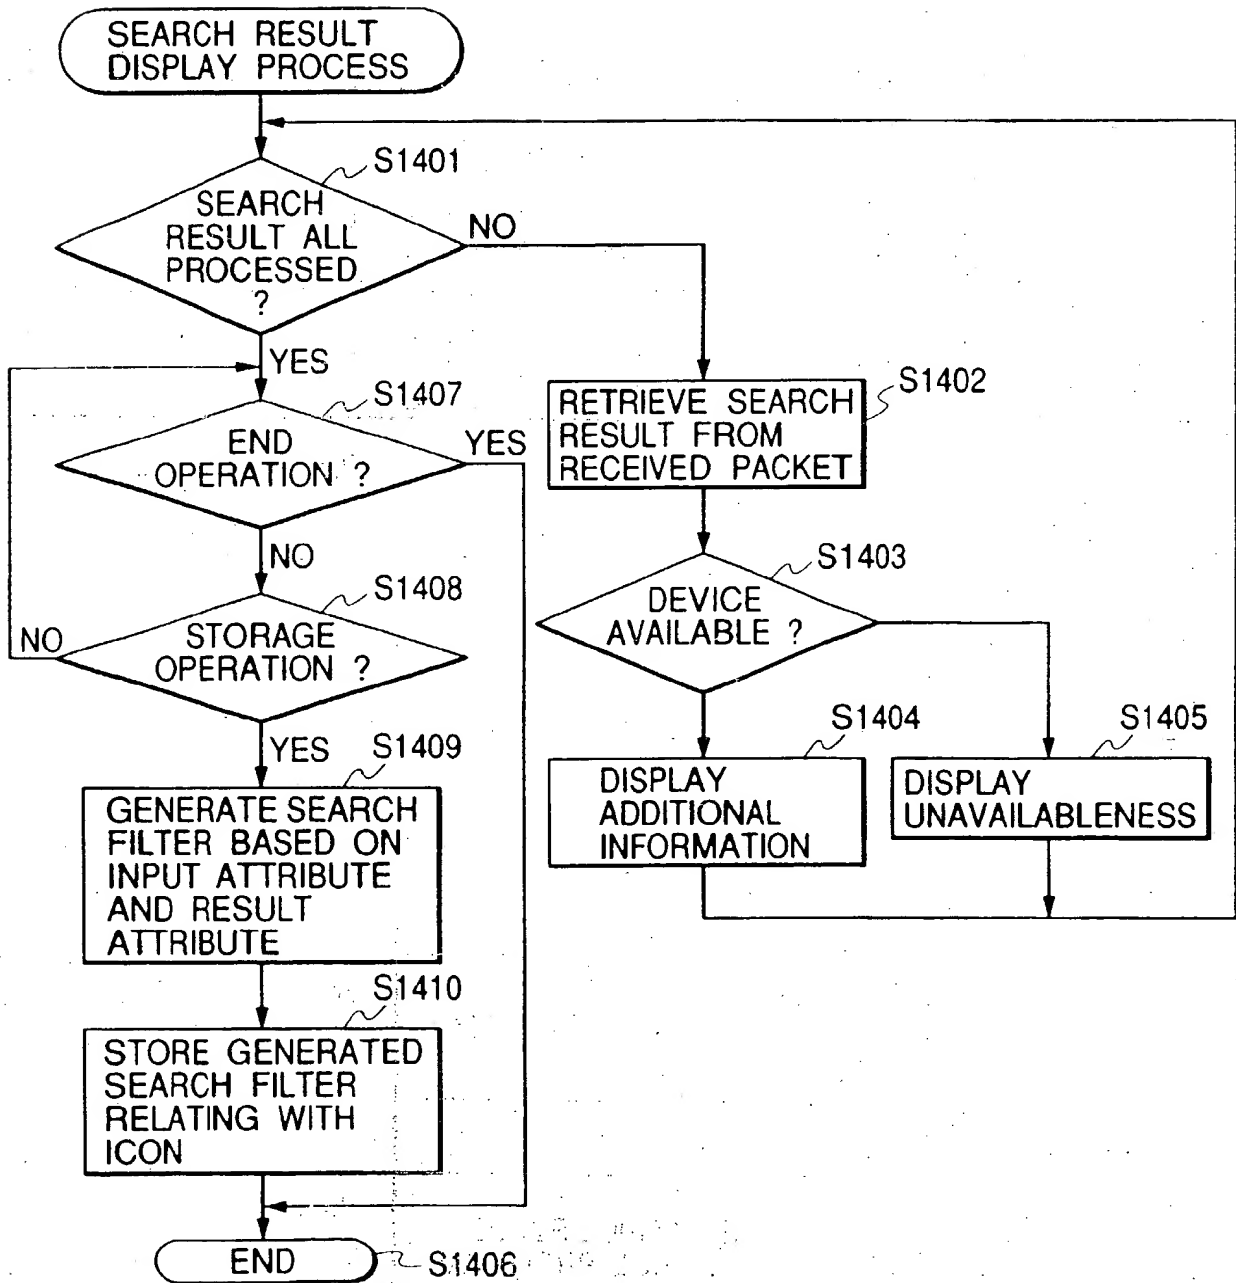 SEARCH RESULT
DISPLAY PROCESS
S1401
SEARCH
RESULT ALL
PROCESSED
?
NO
YES
S1407
END
OPERATION ?
YES
NO
S1408
STORAGE
OPERATION ?
NO
YES
S1409
GENERATE SEARCH
FILTER BASED ON
INPUT ATTRIBUTE
AND RESULT
ATTRIBUTE
S1410
STORE GENERATED
SEARCH FILTER
RELATING WITH
ICON
END
S1406
S1402
RETRIEVE SEARCH
RESULT FROM
RECEIVED PACKET
S1403
DEVICE
AVAILABLE ?
S1404
DISPLAY
ADDITIONAL
INFORMATION
S1405
DISPLAY
UNAVAILABLENESS